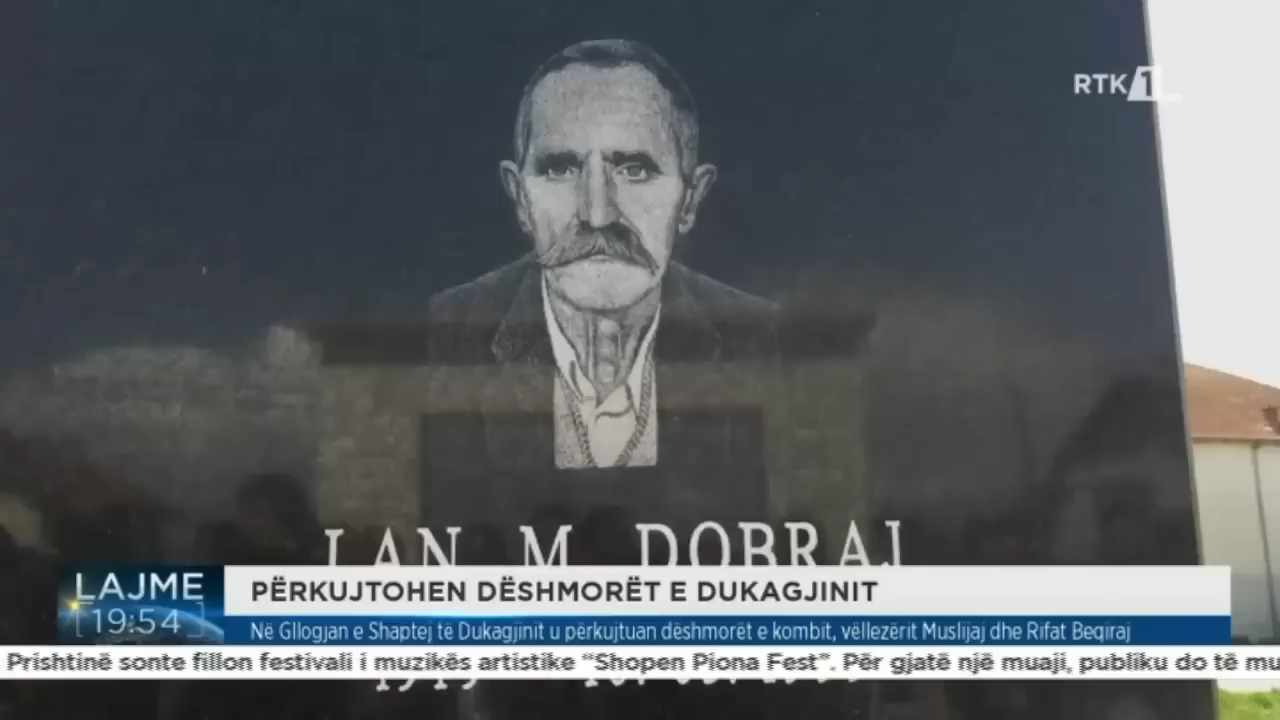 RTK 1
LAN M. DOBRAJ
LAJME
19:54
PËRKUJTOHEN DËSHMORËT E DUKAGJINIT
Në Gllogjan e Shaptej të Dukagjinit u përkujtuan dëshmorët e kombit, vëllezërit Muslijaj dhe Rifat Beqiraj
Prishtinë sonte fillon festivali i muzikës artistike “Shopen Piona Fest”. Për gjatë një muaji, publiku do të mu